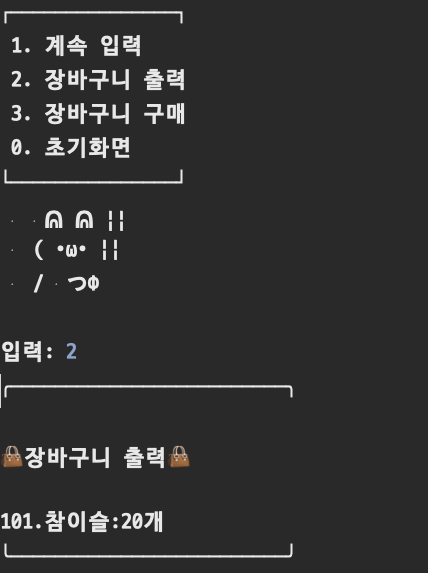 1. 계속 입력
2. 장바구니 출력
3. 장바구니 구매
0. 초기화면
( •ω• ¦¦
/ つΦ
입력: 2
👜장바구니 출력👜
101.참이슬:20개